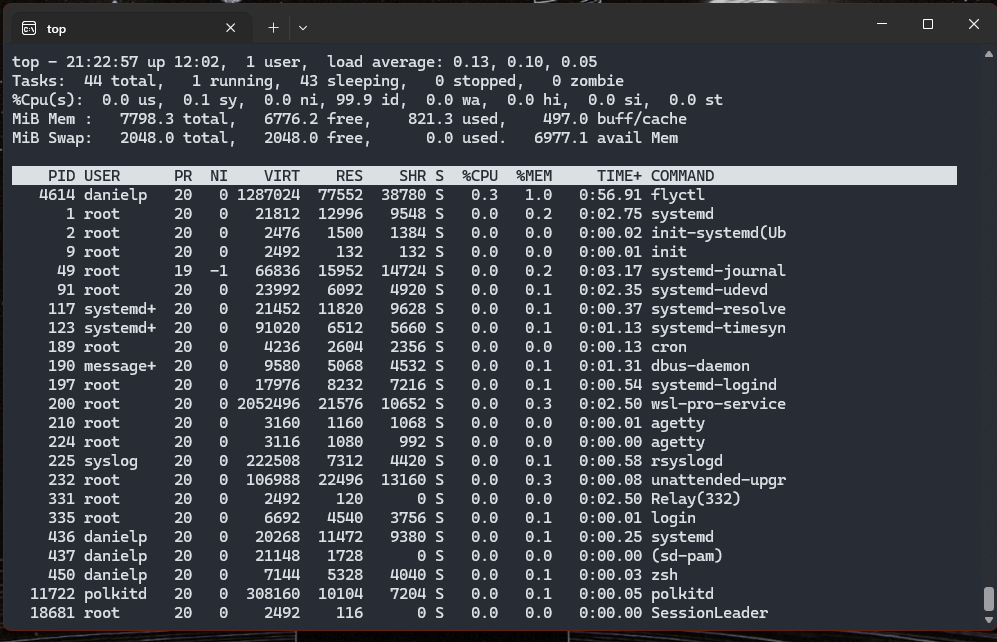 top
top - 21:22:57 up 12:02,  1 user,  load average: 0.13, 0.10, 0.05
Tasks:  44 total,   1 running,  43 sleeping,   0 stopped,   0 zombie
%Cpu(s):  0.0 us,  0.1 sy,  0.0 ni, 99.9 id,  0.0 wa,  0.0 hi,  0.0 si,  0.0 st
MiB Mem :   7798.3 total,   6776.2 free,    821.3 used,    497.0 buff/cache
MiB Swap:   2048.0 total,   2048.0 free,      0.0 used.   6977.1 avail Mem
    PID USER      PR  NI    VIRT    RES    SHR S  %CPU  %MEM     TIME+ COMMAND
   4614 danielp   20   0 1287024  77552  38780 S   0.3   1.0   0:56.91 flyctl
      1 root      20   0   21812  12996   9548 S   0.0   0.2   0:02.75 systemd
      2 root      20   0    2476   1500   1384 S   0.0   0.0   0:00.02 init-systemd(Ub
      9 root      20   0    2492    132    132 S   0.0   0.0   0:00.01 init
     49 root      19  -1   66836  15952  14724 S   0.0   0.2   0:03.17 systemd-journal
     91 root      20   0   23992   6092   4920 S   0.0   0.1   0:02.35 systemd-udevd
    117 systemd+  20   0   21452  11820   9628 S   0.0   0.1   0:00.37 systemd-resolve
    123 systemd+  20   0   91020   6512   5660 S   0.0   0.1   0:01.13 systemd-timesyn
    189 root      20   0    4236   2604   2356 S   0.0   0.0   0:00.13 cron
    190 message+  20   0    9580   5068   4532 S   0.0   0.1   0:01.31 dbus-daemon
    197 root      20   0   17976   8232   7216 S   0.0   0.1   0:00.54 systemd-logind
    200 root      20   0 2052496  21576  10652 S   0.0   0.3   0:02.50 wsl-pro-service
    210 root      20   0    3160   1160   1068 S   0.0   0.0   0:00.01 agetty
    224 root      20   0    3116   1080    992 S   0.0   0.0   0:00.00 agetty
    225 syslog    20   0  222508   7312   4420 S   0.0   0.1   0:00.58 rsyslogd
    232 root      20   0  106988  22496  13160 S   0.0   0.3   0:00.08 unattended-upgr
    331 root      20   0    2492    120      0 S   0.0   0.0   0:02.50 Relay(332)
    335 root      20   0    6692   4540   3756 S   0.0   0.1   0:00.01 login
    436 danielp   20   0   20268  11472   9380 S   0.0   0.1   0:00.25 systemd
    437 danielp   20   0   21148   1728      0 S   0.0   0.0   0:00.00 (sd-pam)
    450 danielp   20   0    7144   5328   4040 S   0.0   0.1   0:00.03 zsh
  11722 polkitd   20   0  308160  10104   7204 S   0.0   0.1   0:00.05 polkitd
  18681 root      20   0    2492    116      0 S   0.0   0.0   0:00.00 SessionLeader